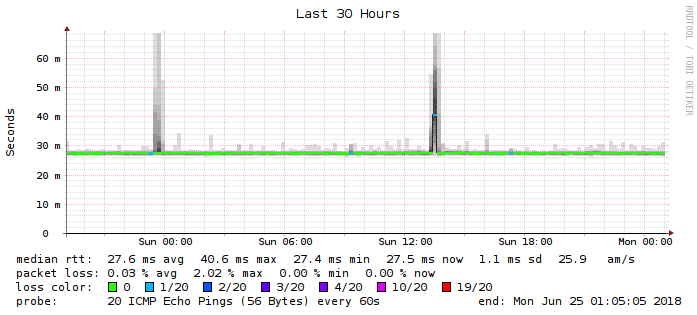 Last 30 Hours
RRDTOOL / TOBI OETIKER
Seconds
60 m
50 m
40 m
30 m
20 m
10 m
0
Sun 00:00 Sun 06:00 Sun 12:00 Sun 18:00 Mon 00:00
median rtt: 27.6 ms avg 40.6 ms max 27.4 ms min 27.5 ms now 1.1 ms sd 25.9 am/s
packet loss: 0.03 % avg 2.02 % max 0.00 % min 0.00 % now
loss color: 0 1/20 2/20 3/20 4/20 10/20 19/20
probe: 20 ICMP Echo Pings (56 Bytes) every 60s end: Mon Jun 25 01:05:05 2018